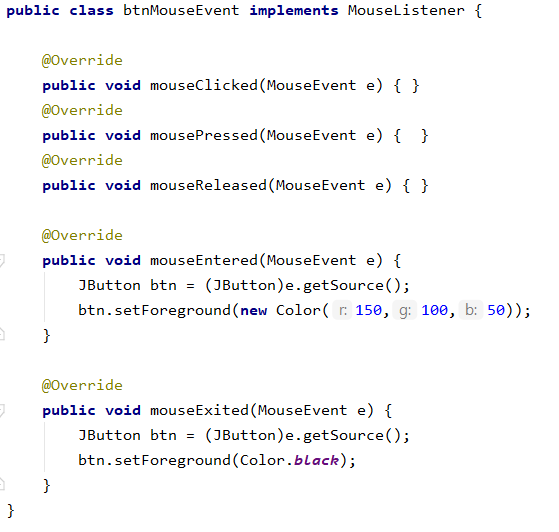 public class btnMouseEvent implements MouseListener {
@Override
public void mouseClicked(MouseEvent e) { }
@Override
public void mousePressed(MouseEvent e) {  }
@Override
public void mouseReleased(MouseEvent e) { }
@Override
public void mouseEntered(MouseEvent e) {
JButton btn = (JButton)e.getSource();
btn.setForeground(new Color( r: 150, g: 100, b: 50));
}
@Override
public void mouseExited(MouseEvent e) {
JButton btn = (JButton)e.getSource();
btn.setForeground(Color.black);
}
}